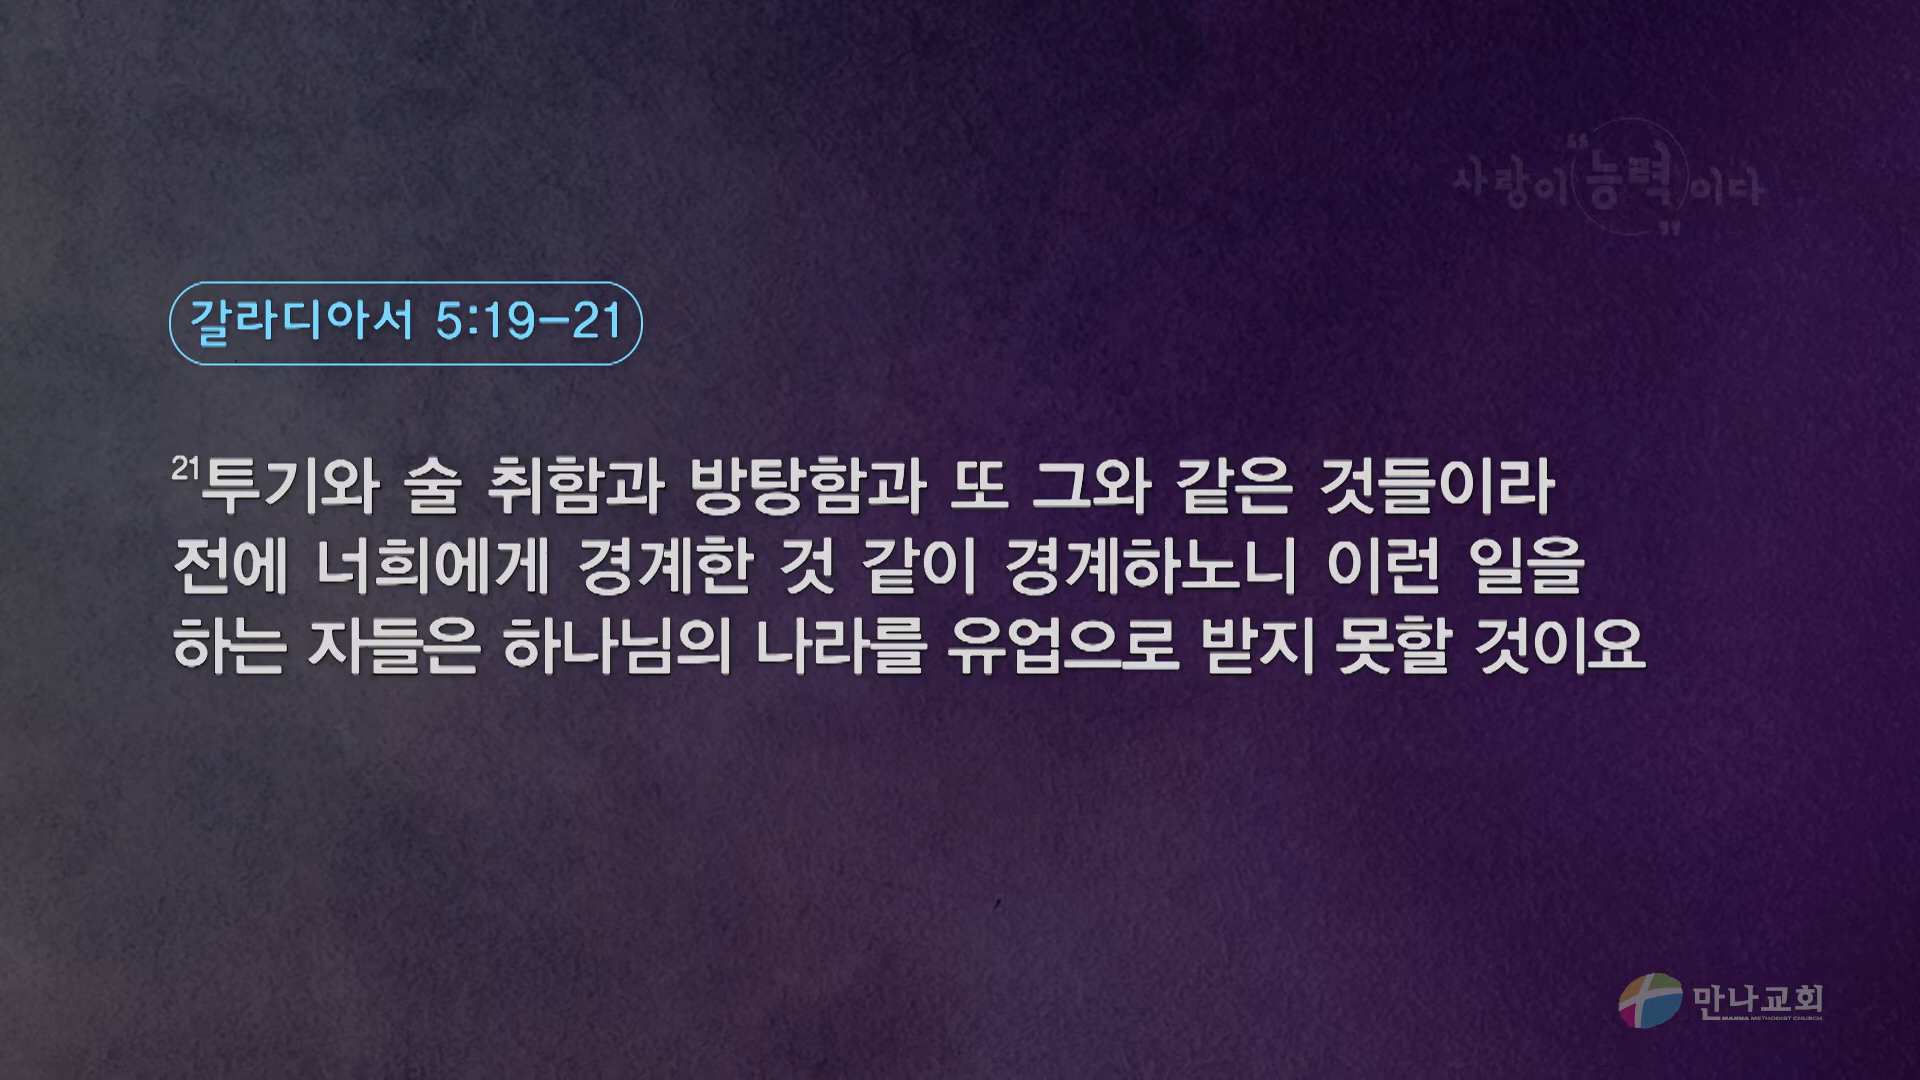 사랑이 "능력"이다
갈라디아서 5:19-21
21투기와 술 취함과 방탕함과 또 그와 같은 것들이라
전에 너희에게 경계한 것 같이 경계하노니 이런 일을
하는 자들은 하나님의 나라를 유업으로 받지 못할 것이요
만나교회
MANNA METHODIST CHURCH